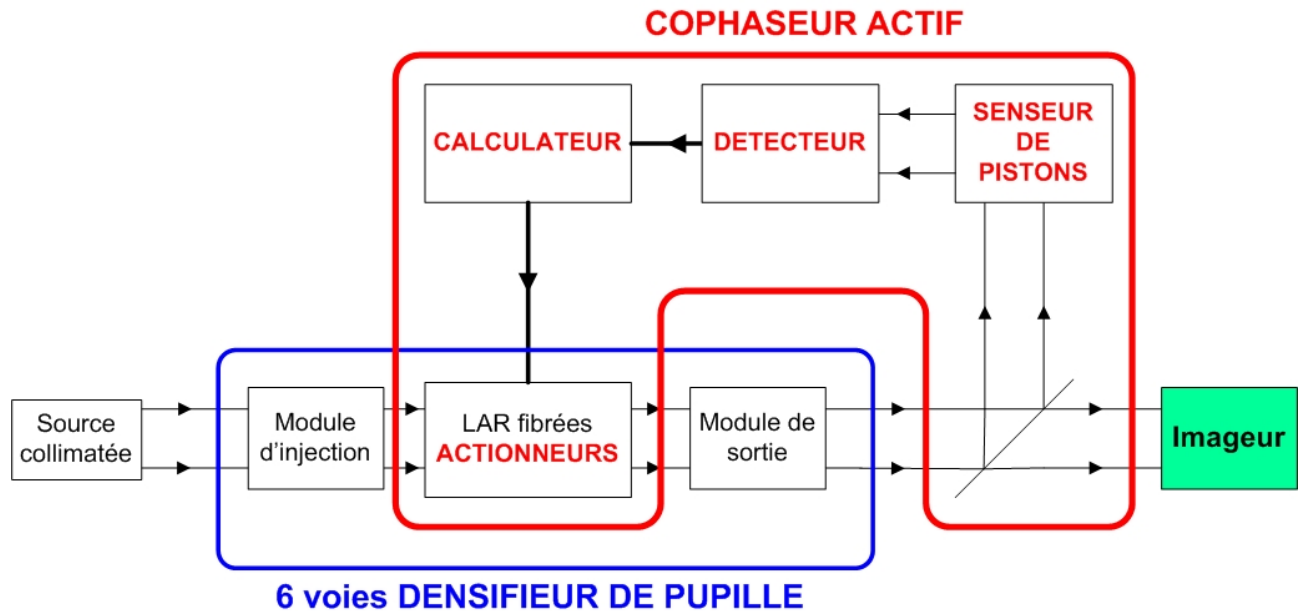 COPHASEUR ACTIF
CALCULATEUR
DETECTEUR
SENSEUR
DE
PISTONS
Source
collimatée
Module
d'injection
LAR fibrées
ACTIONNEURS
Module de
sortie
Imageur
6 voies DENSIFIEUR DE PUPILLE